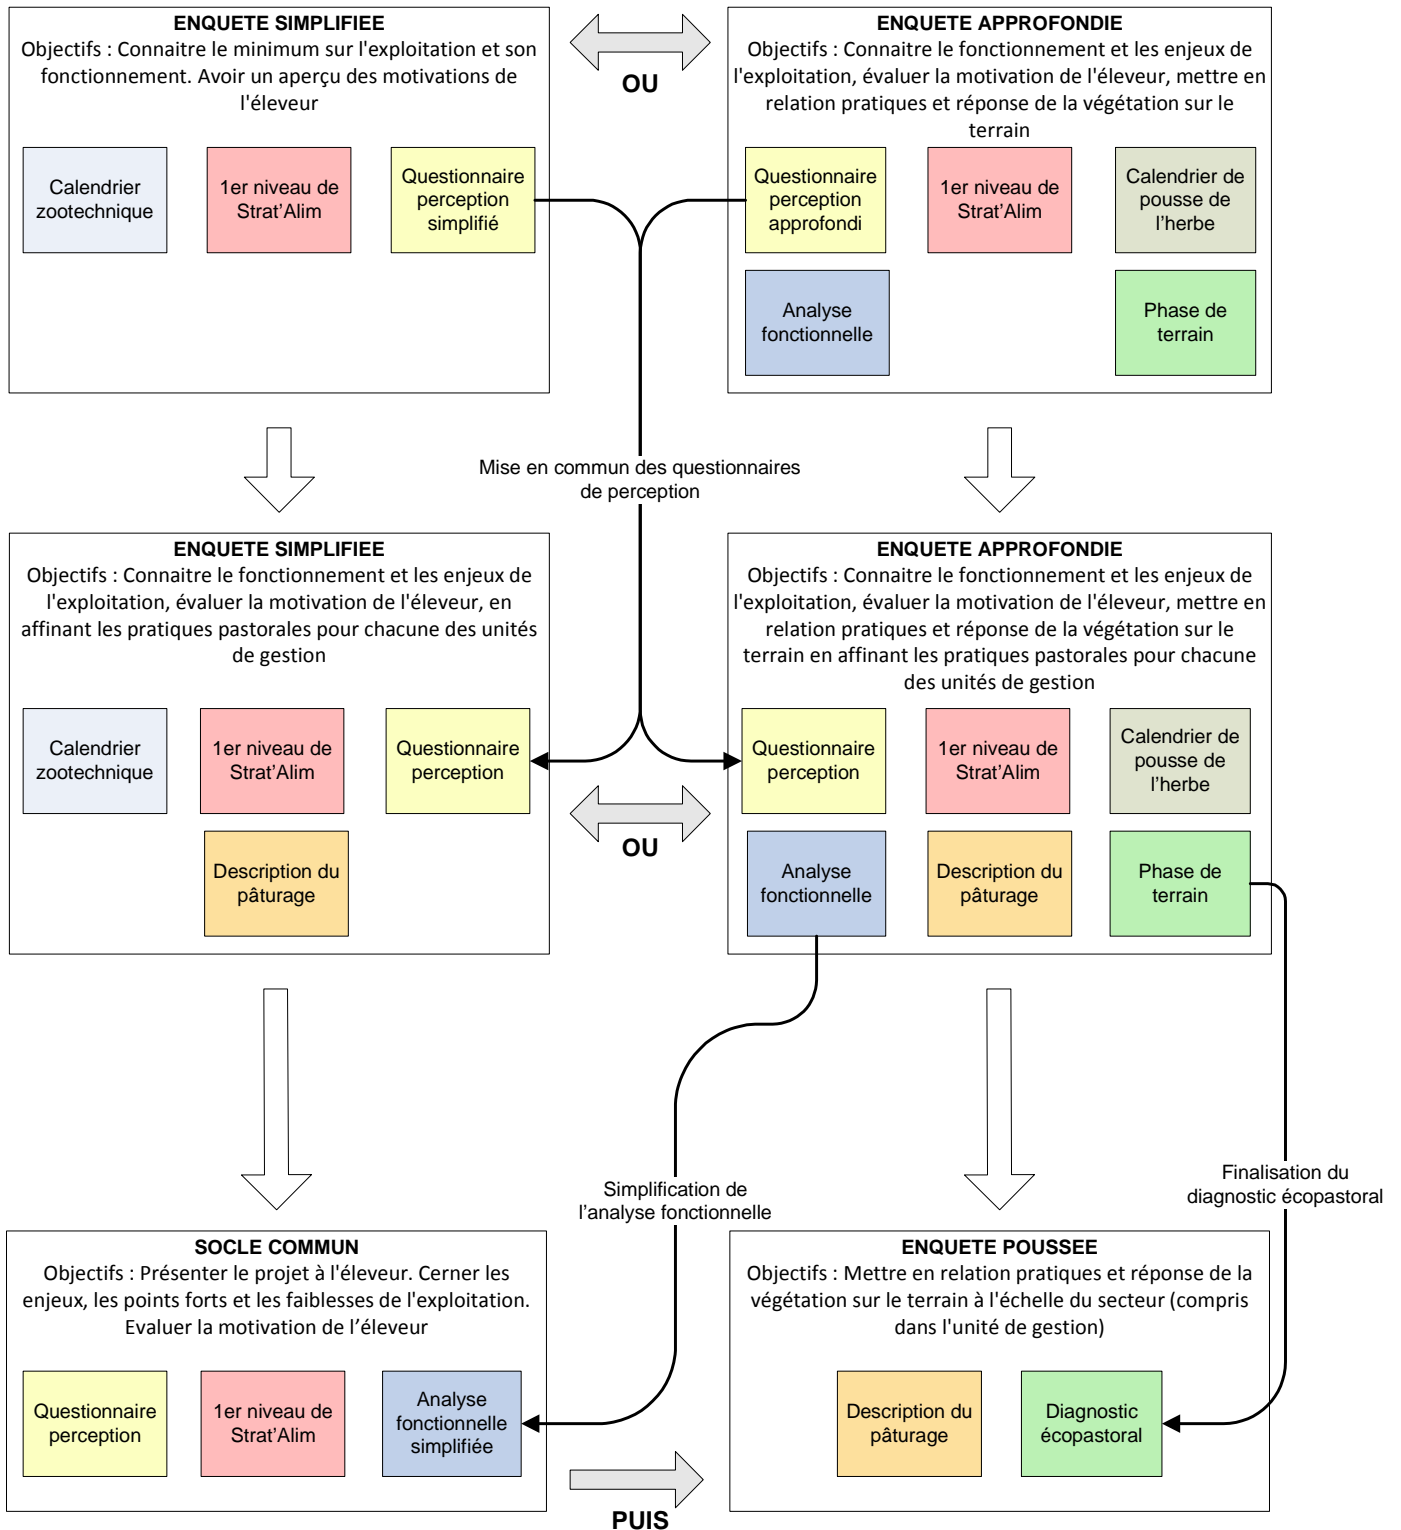 ENQUETE SIMPLIFIEE
Objectifs : Connaitre le minimum sur l'exploitation et son
fonctionnement. Avoir un aperçu des motivations de
l'éleveur
Calendrier
zootechnique
1er niveau de
Strat’Alim
Questionnaire
perception
simplifié
OU
ENQUETE APPROFONDIE
Objectifs : Connaitre le fonctionnement et les enjeux de
l'exploitation, évaluer la motivation de l'éleveur, mettre en
relation pratiques et réponse de la végétation sur le
terrain
Questionnaire
perception
approfondi
1er niveau de
Strat’Alim
Calendrier de
pousse de
l’herbe
Analyse
fonctionnelle
Phase de
terrain
Mise en commun des questionnaires
de perception
ENQUETE SIMPLIFIEE
Objectifs : Connaitre le fonctionnement et les enjeux de
l'exploitation, évaluer la motivation de l'éleveur, en
affinant les pratiques pastorales pour chacune des unités
de gestion
Calendrier
zootechnique
1er niveau de
Strat’Alim
Questionnaire
perception
Description du
pâturage
OU
ENQUETE APPROFONDIE
Objectifs : Connaitre le fonctionnement et les enjeux de
l'exploitation, évaluer la motivation de l'éleveur, mettre en
relation pratiques et réponse de la végétation sur le
terrain en affinant les pratiques pastorales pour chacune
des unités de gestion
Questionnaire
perception
1er niveau de
Strat’Alim
Calendrier de
pousse de
l’herbe
Analyse
fonctionnelle
Description du
pâturage
Phase de
terrain
Simplification de
l’analyse fonctionnelle
Finalisation du
diagnostic écopastoral
SOCLE COMMUN
Objectifs : Présenter le projet à l'éleveur. Cerner les
enjeux, les points forts et les faiblesses de l'exploitation.
Evaluer la motivation de l’éleveur
Questionnaire
perception
1er niveau de
Strat’Alim
Analyse
fonctionnelle
simplifiée
PUIS
ENQUETE POUSSEE
Objectifs : Mettre en relation pratiques et réponse de la
végétation sur le terrain à l'échelle du secteur (compris
dans l'unité de gestion)
Description du
pâturage
Diagnostic
écopastoral